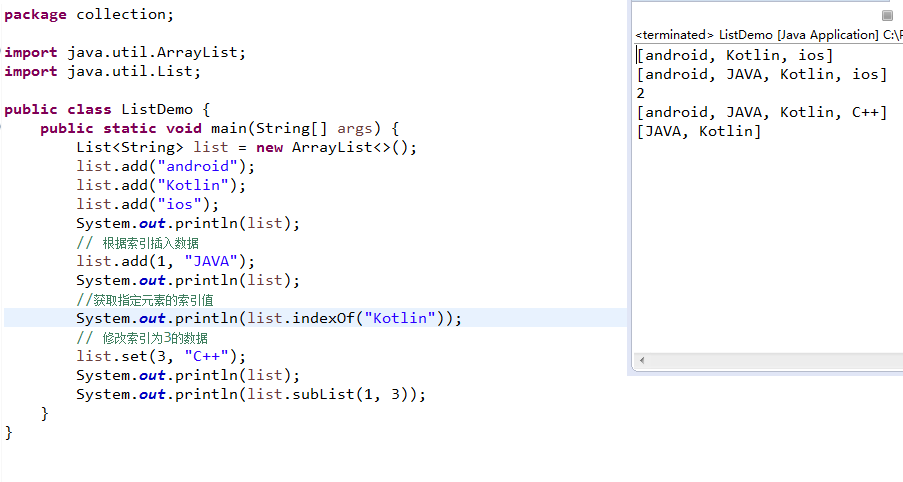 package collection;
import java.util.ArrayList;
import java.util.List;
public class ListDemo {
public static void main(String[] args) {
List<String> list = new ArrayList<>();
list.add("android");
list.add("Kotlin");
list.add("ios");
System.out.println(list);
// 根据索引插入数据
list.add(1, "JAVA");
System.out.println(list);
//获取指定元素的索引值
System.out.println(list.indexOf("Kotlin"));
// 修改索引为3的数据
list.set(3, "C++");
System.out.println(list);
System.out.println(list.subList(1, 3));
}
}
<terminated> ListDemo [Java Application] C:\
[android, Kotlin, ios]
[android, JAVA, Kotlin, ios]
2
[android, JAVA, Kotlin, C++]
[JAVA, Kotlin]